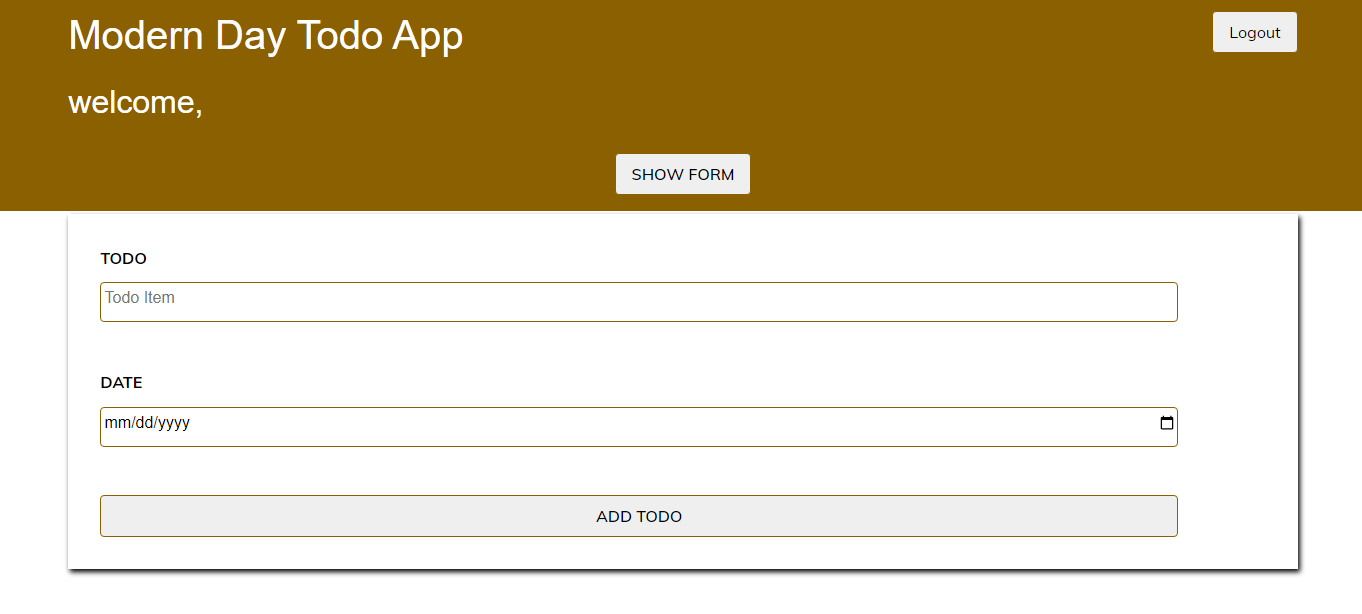 Modern Day Todo App
Logout
welcome,
SHOW FORM
TODO
Todo Item
DATE
mm/dd/yyyy
ADD TODO